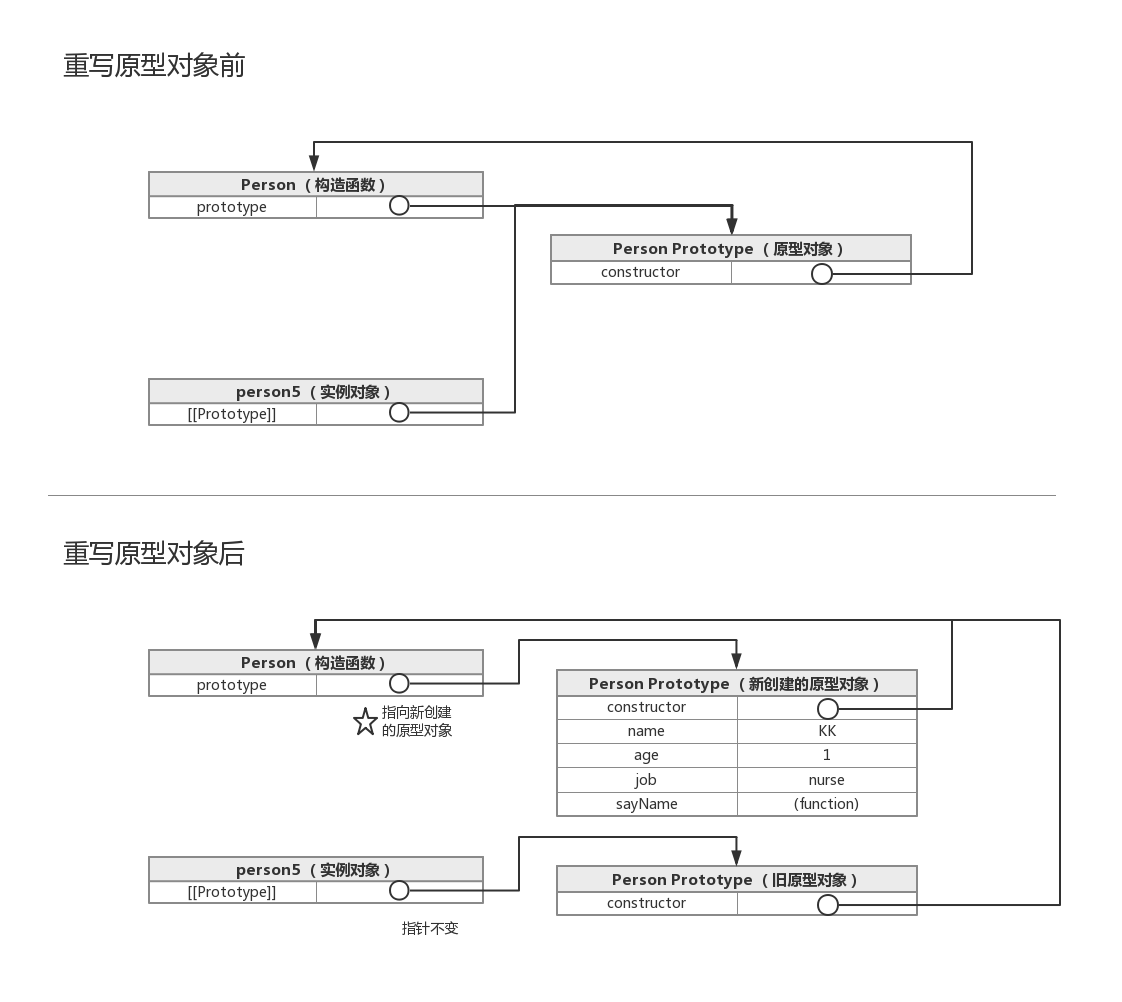 重写原型对象前
Person（构造函数）
prototype
Person Prototype（原型对象）
constructor
person5（实例对象）
[[Prototype]]
重写原型对象后
Person（构造函数）
prototype
指向新创建
的原型对象
Person Prototype（新创建的原型对象）
constructor
name KK
age 1
job nurse
sayName (function)
person5（实例对象）
[[Prototype]]
指针不变
Person Prototype（旧原型对象）
constructor